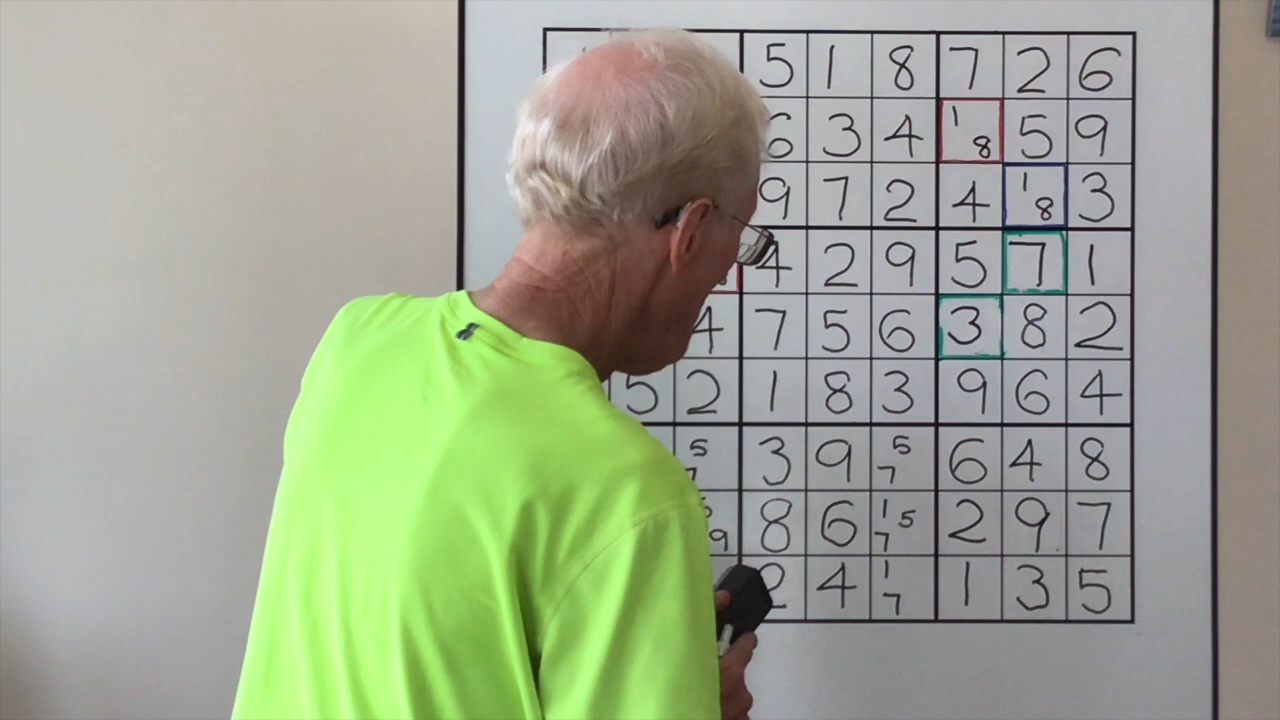 5 1 8 7 2 6
6 3 4 1 8 5 9
9 7 2 4 1 8 3
4 2 9 5 7 1
4 7 5 6 3 8 2
5 2 1 8 3 9 6 4
5 7 3 9 5 7 6 4 8
9 8 6 1 5 7 2 9 7
2 4 1 7 1 3 5